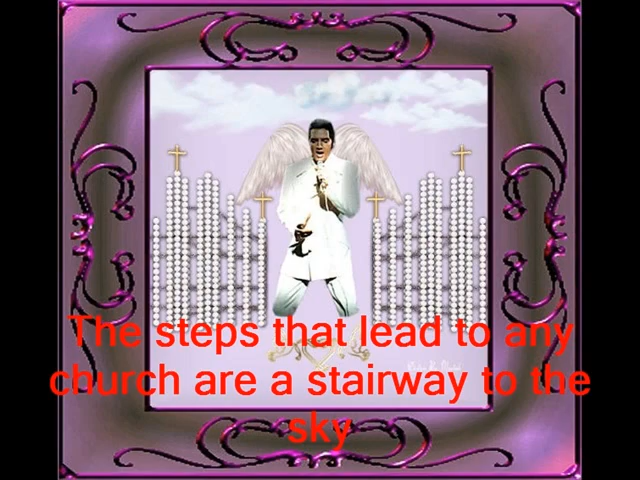 The steps that lead to any
church are a stairway to the
sky